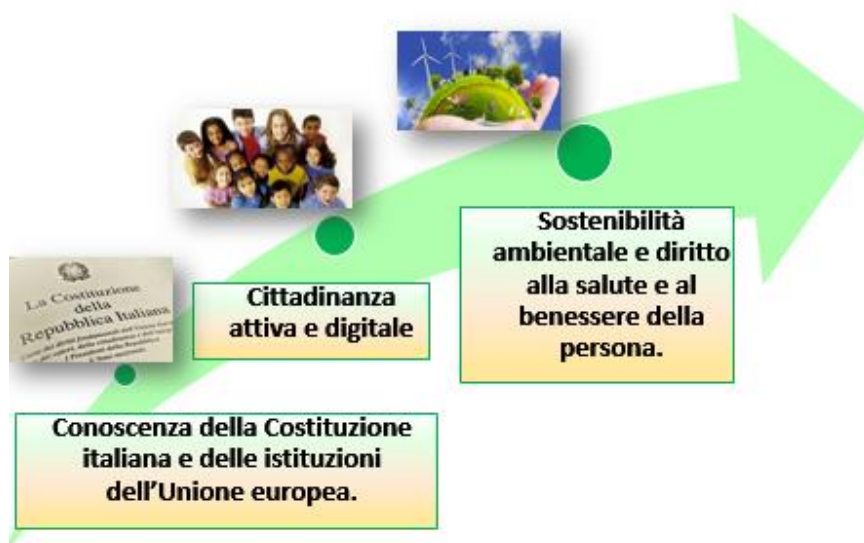 La Costituzione
della
Repubblica Italiana
Conoscenza della Costituzione
italiana e delle istituzioni
dell'Unione europea.
Cittadinanza
attiva e digitale
Sostenibilità
ambientale e diritto
alla salute e al
benessere della
persona.